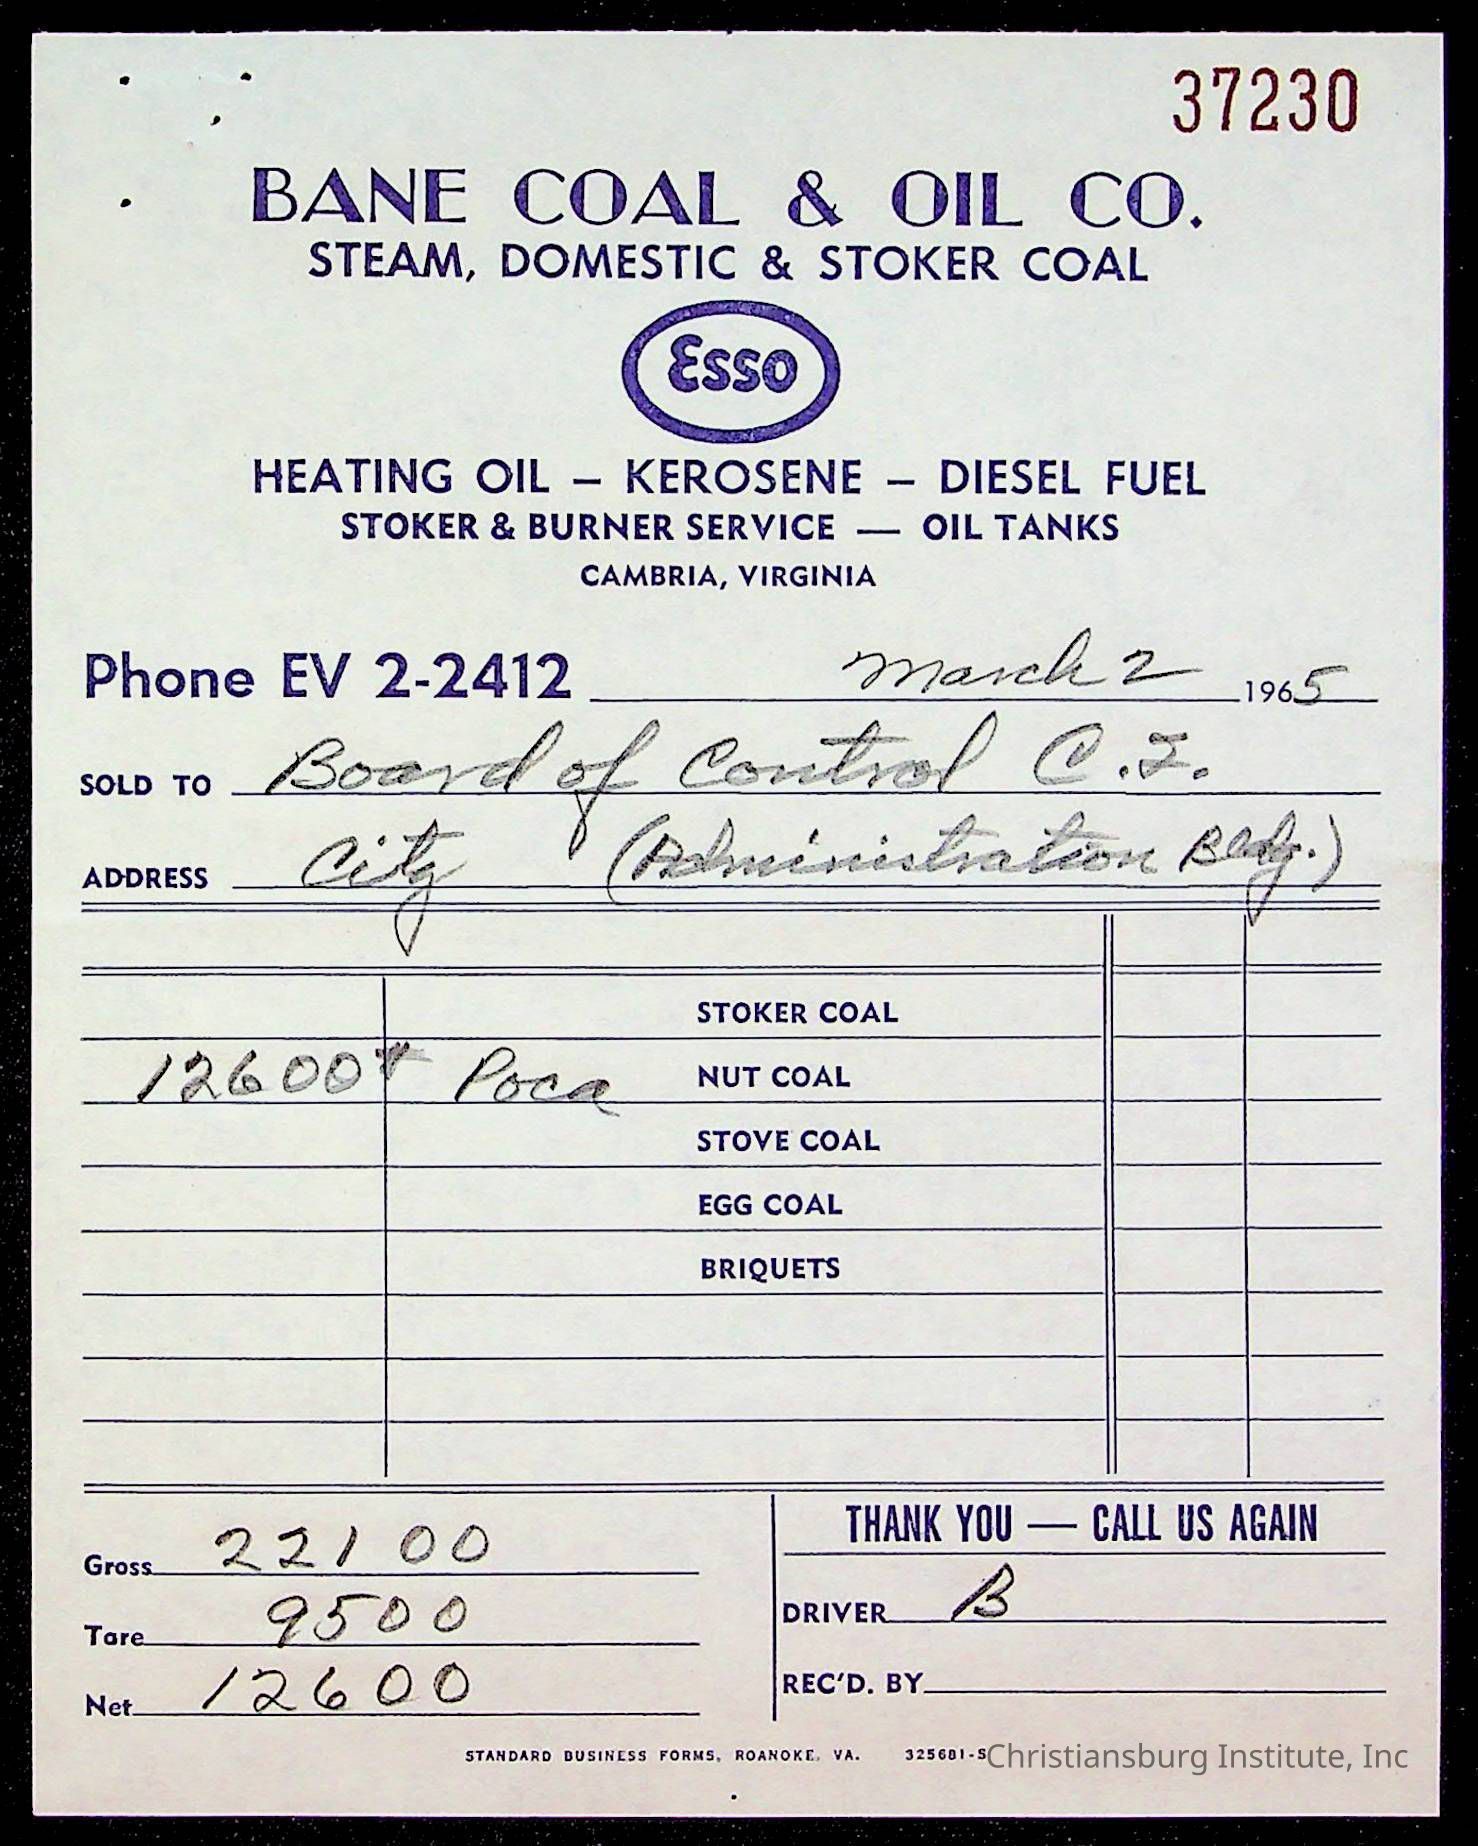 37230
BANE COAL & OIL CO.
STEAM, DOMESTIC & STOKER COAL
Esso
HEATING OIL – KEROSENE – DIESEL FUEL
STOKER & BURNER SERVICE — OIL TANKS
CAMBRIA, VIRGINIA
Phone EV 2-2412 March 2 1965
SOLD TO Board of Control C.I.
ADDRESS City (Administration Bldg.)
STOKER COAL
12600# Poca NUT COAL
STOVE COAL
EGG COAL
BRIQUETS
Gross 22100
Tare 9500
Net 12600
THANK YOU — CALL US AGAIN
DRIVER B
REC'D. BY
STANDARD BUSINESS FORMS, ROANOKE, VA. 325681-S
Christiansburg Institute, Inc